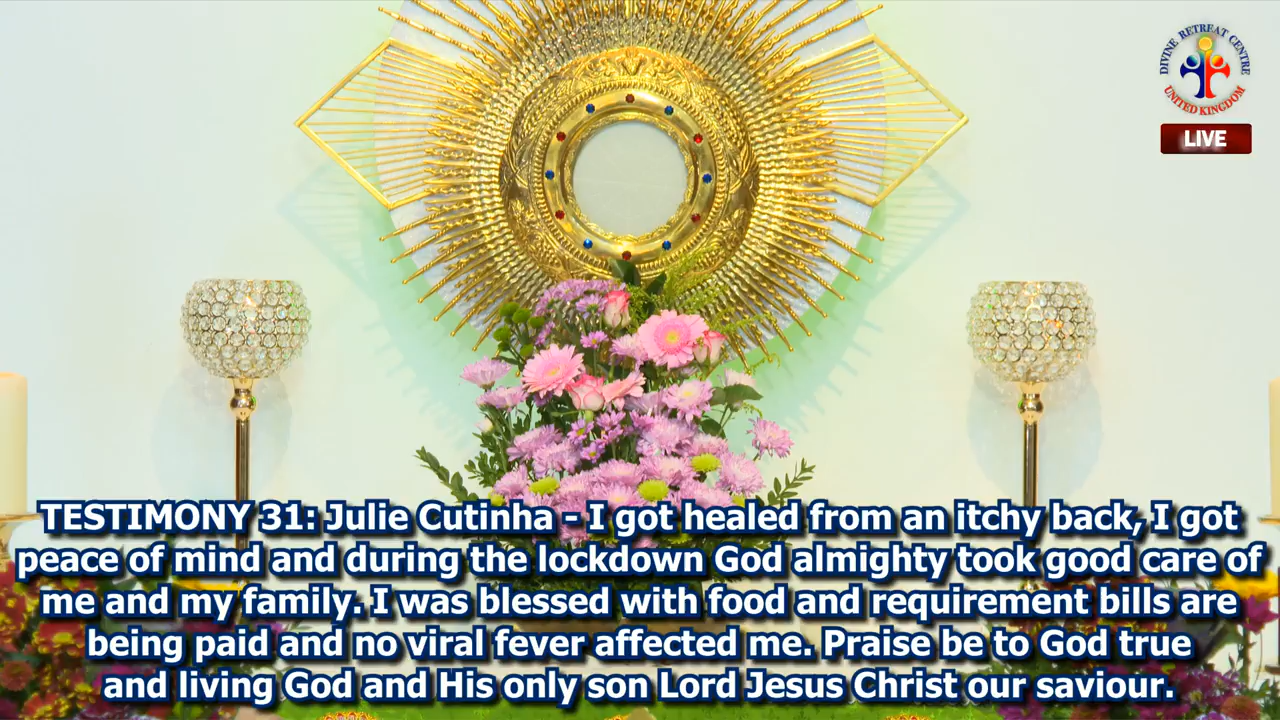 DIVINE RETREAT CENTRE
UNITED KINGDOM
LIVE
TESTIMONY 31: Julie Cutinha - I got healed from an itchy back, I got
peace of mind and during the lockdown God almighty took good care of
me and my family. I was blessed with food and requirement bills are
being paid and no viral fever affected me. Praise be to God true
and living God and His only son Lord Jesus Christ our saviour.